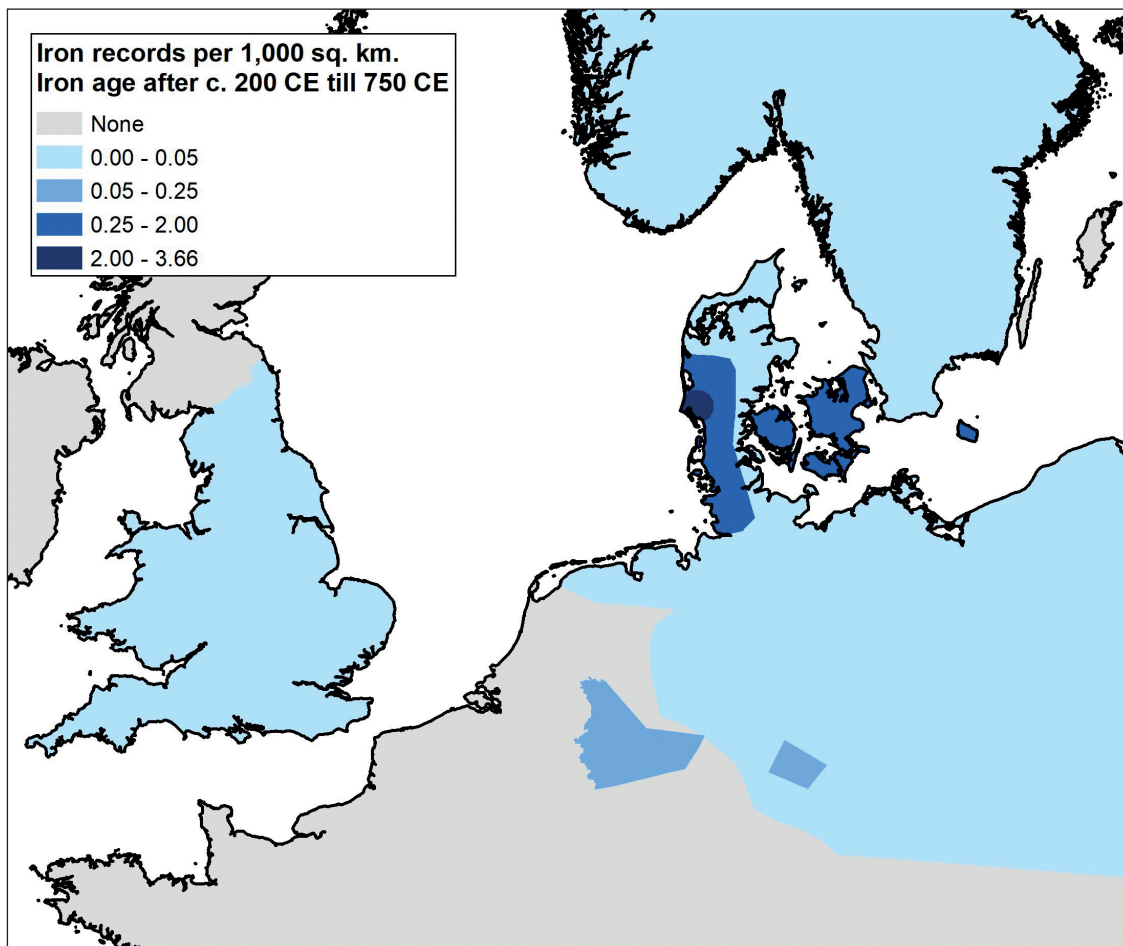 Iron records per 1,000 sq. km.
Iron age after c. 200 CE till 750 CE
None
0.00 - 0.05
0.05 - 0.25
0.25 - 2.00
2.00 - 3.66